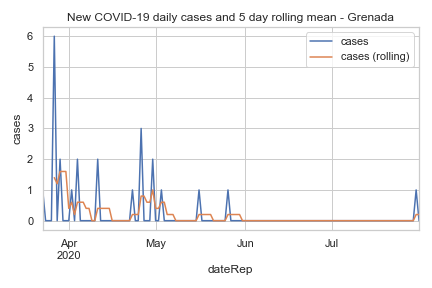 New COVID-19 daily cases and 5 day rolling mean - Grenada
cases
cases (rolling)
6
5
4
3
2
1
0
cases
Apr
2020
May
Jun
Jul
dateRep